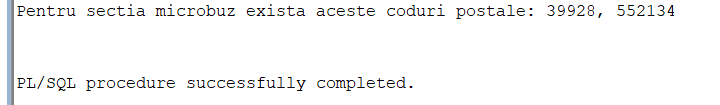 Pentru sectia microbuz exista aceste coduri postale: 39928, 552134
PL/SQL procedure successfully completed.